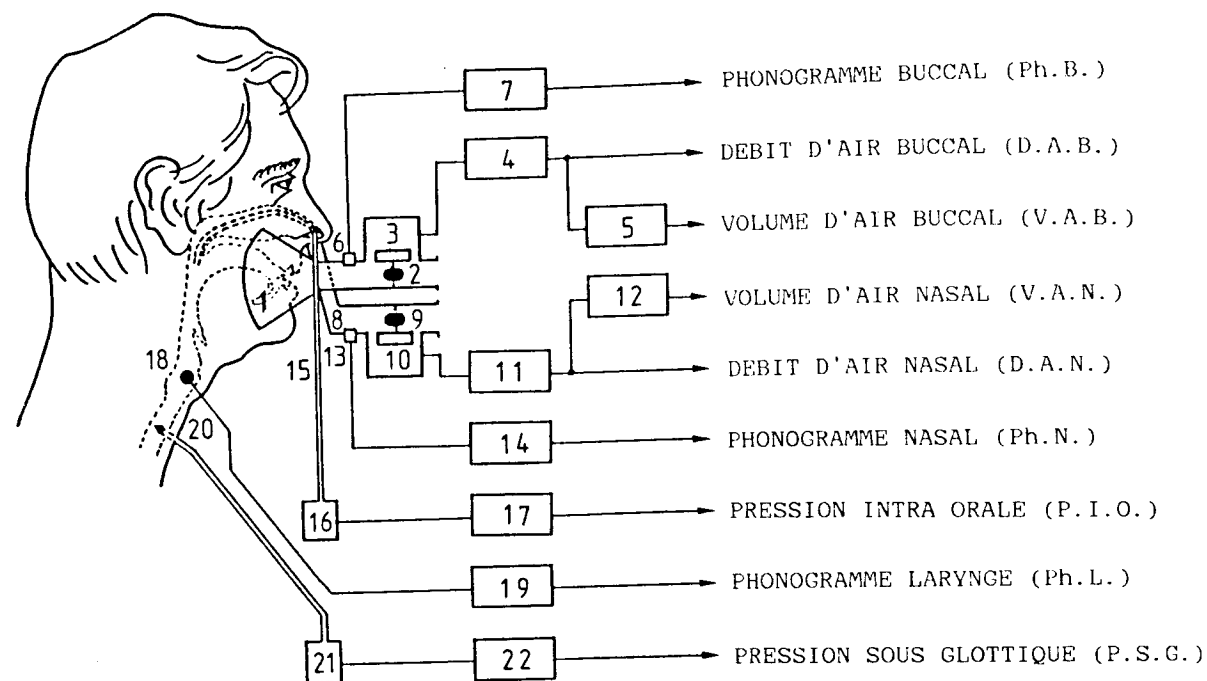 7
PHONOGRAMME BUCCAL (Ph.B.)
4
DEBIT D'AIR BUCCAL (D.A.B.)
6
3
5
VOLUME D'AIR BUCCAL (V.A.B.)
2
1
12
VOLUME D'AIR NASAL (V.A.N.)
8
9
13
10
18
15
11
DEBIT D'AIR NASAL (D.A.N.)
20
14
PHONOGRAMME NASAL (Ph.N.)
16
17
PRESSION INTRA ORALE (P.I.O.)
19
PHONOGRAMME LARYNGE (Ph.L.)
21
22
PRESSION SOUS GLOTTIQUE (P.S.G.)